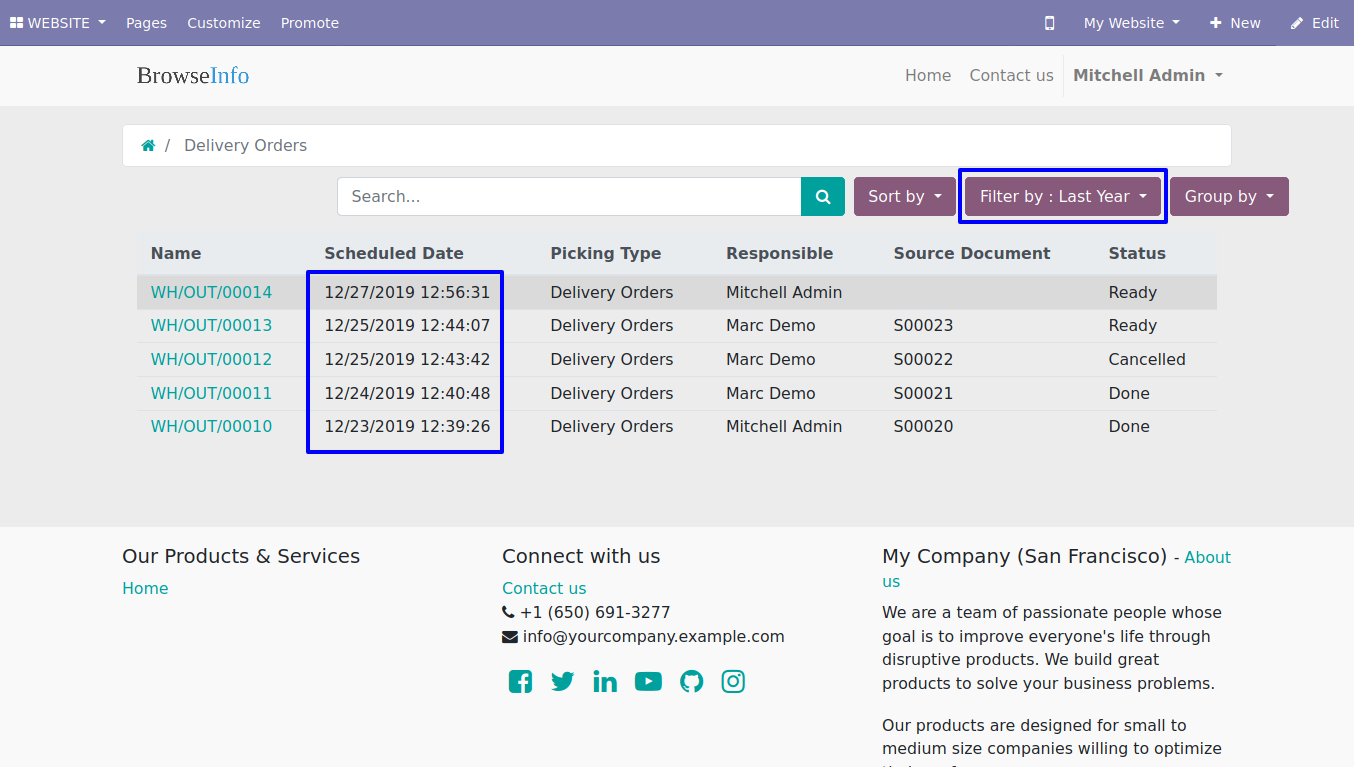 WEBSITE Pages Customize Promote My Website New Edit
BrowseInfo Home Contact us Mitchell Admin
/ Delivery Orders
Search... Sort by Filter by : Last Year Group by
Name Scheduled Date Picking Type Responsible Source Document Status
WH/OUT/00014 12/27/2019 12:56:31 Delivery Orders Mitchell Admin Ready
WH/OUT/00013 12/25/2019 12:44:07 Delivery Orders Marc Demo S00023 Ready
WH/OUT/00012 12/25/2019 12:43:42 Delivery Orders Marc Demo S00022 Cancelled
WH/OUT/00011 12/24/2019 12:40:48 Delivery Orders Marc Demo S00021 Done
WH/OUT/00010 12/23/2019 12:39:26 Delivery Orders Mitchell Admin S00020 Done
Our Products & Services
Home
Connect with us
Contact us
+1 (650) 691-3277
info@yourcompany.example.com
My Company (San Francisco) - About
us
We are a team of passionate people whose
goal is to improve everyone's life through
disruptive products. We build great
products to solve your business problems.
Our products are designed for small to
medium size companies willing to optimize